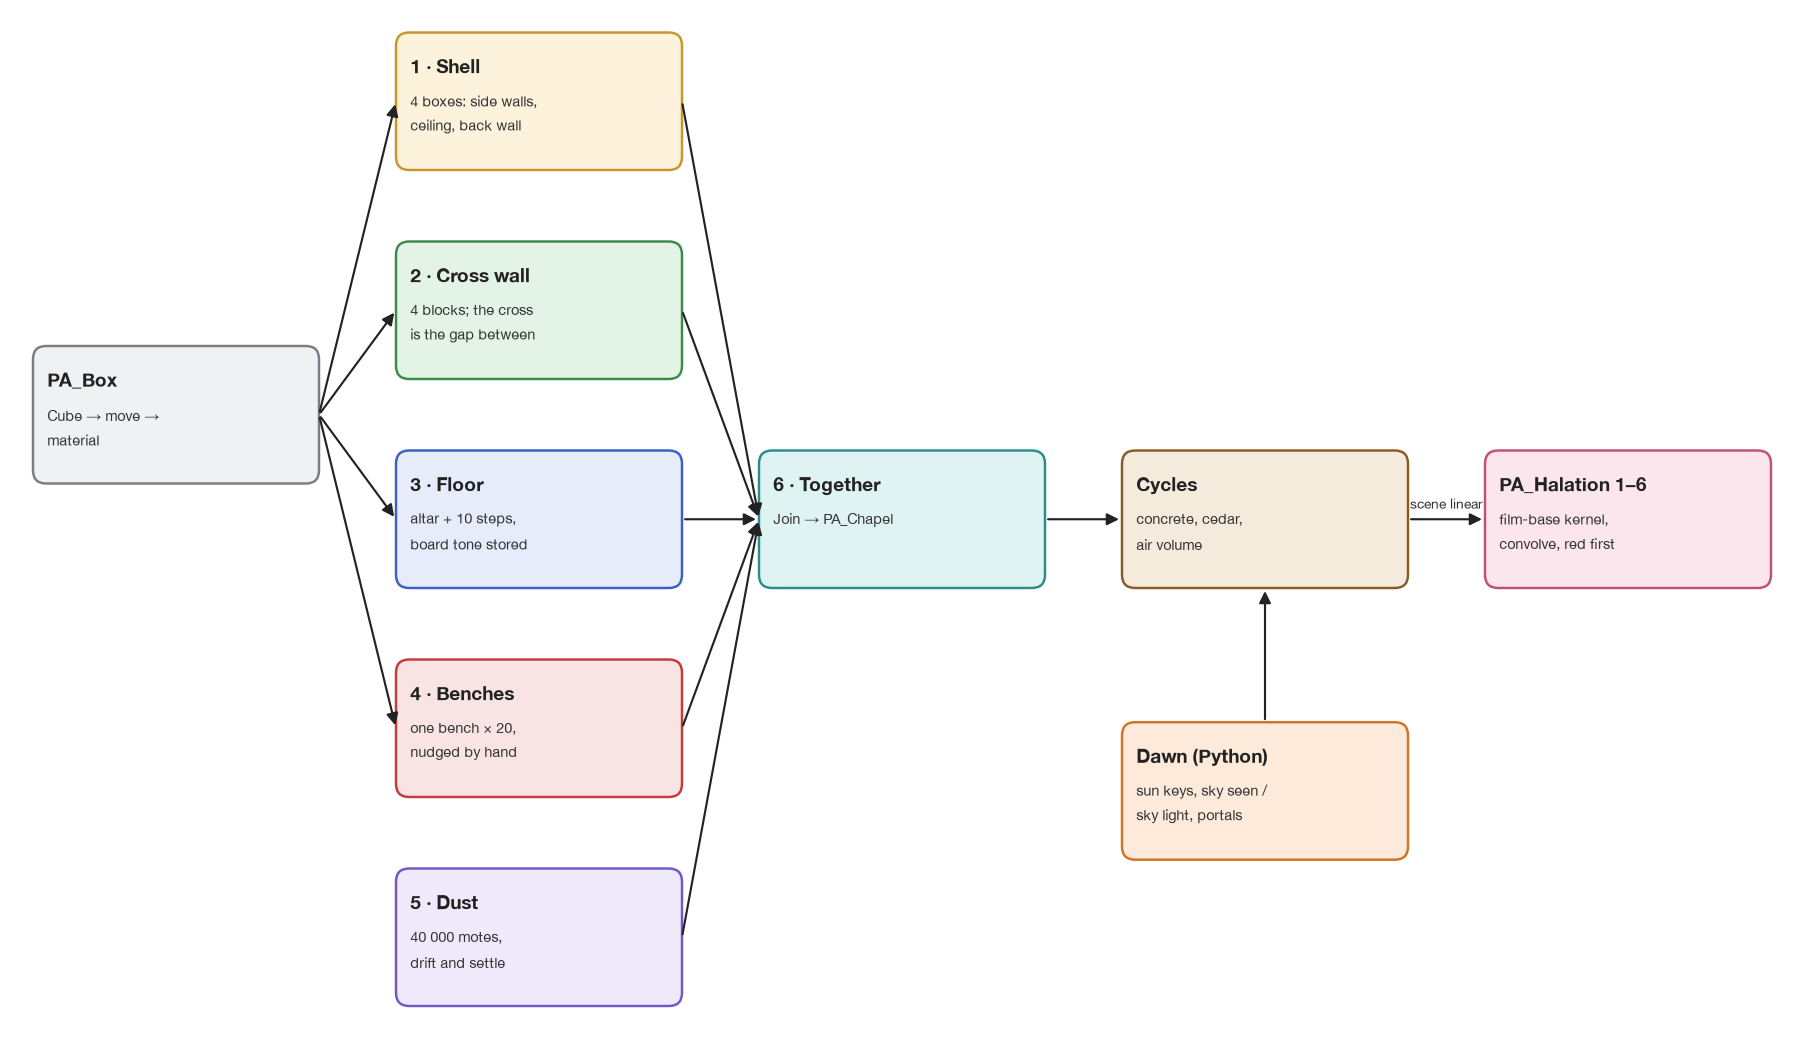 1 · Shell
4 boxes: side walls,
ceiling, back wall
2 · Cross wall
4 blocks; the cross
is the gap between
PA_Box
Cube → move →
material
3 · Floor
altar + 10 steps,
board tone stored
6 · Together
Join → PA_Chapel
Cycles
concrete, cedar,
air volume
scene linear
PA_Halation 1–6
film-base kernel,
convolve, red first
4 · Benches
one bench × 20,
nudged by hand
Dawn (Python)
sun keys, sky seen /
sky light, portals
5 · Dust
40 000 motes,
drift and settle